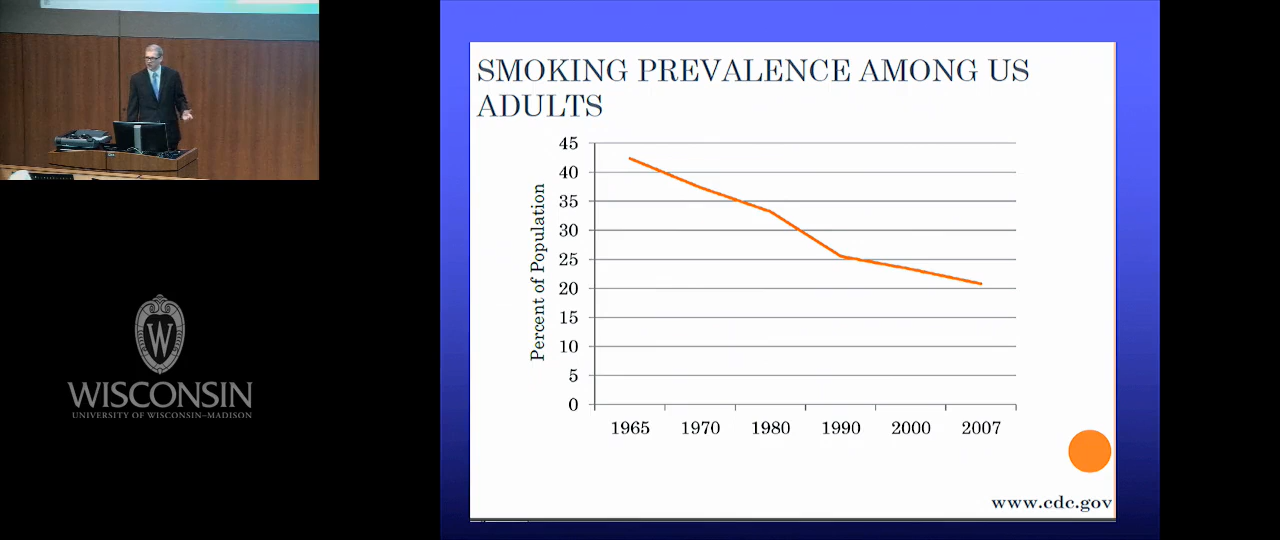 SMOKING PREVALENCE AMONG US
ADULTS
Percent of Population
45
40
35
30
25
20
15
10
5
0
1965 1970 1980 1990 2000 2007
www.cdc.gov
W
WISCONSIN
UNIVERSITY OF WISCONSIN–MADISON